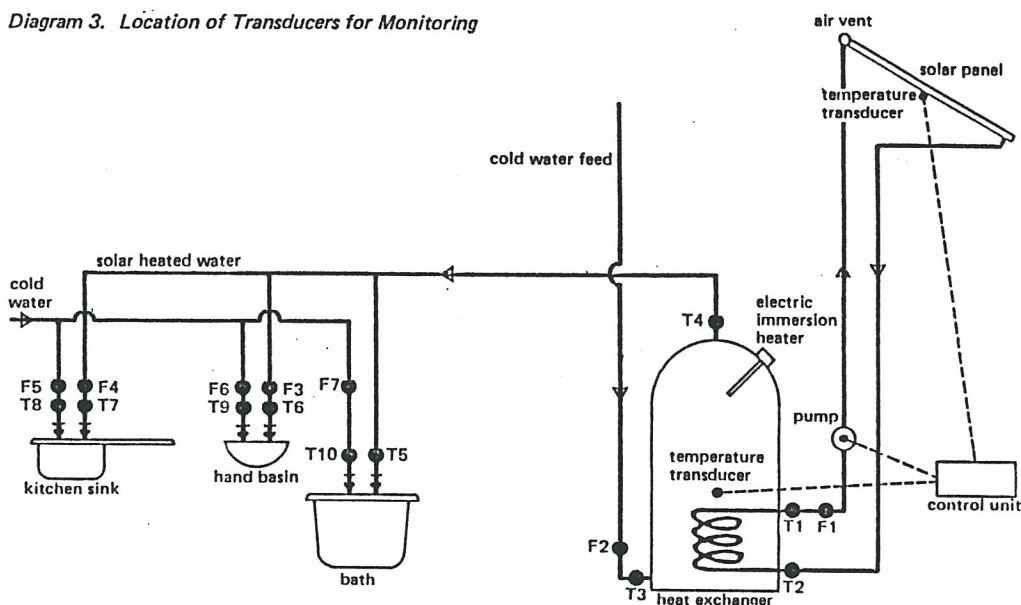 Diagram 3. Location of Transducers for Monitoring
air vent
solar panel
temperature
transducer
cold water feed
solar heated water
cold
water
T4
electric
immersion
heater
F5
F4
T8
T7
F6
F3
T9
T6
F7
T10
T5
kitchen sink
hand basin
bath
pump
temperature
transducer
control unit
T1
F1
F2
T3
T2
heat exchanger